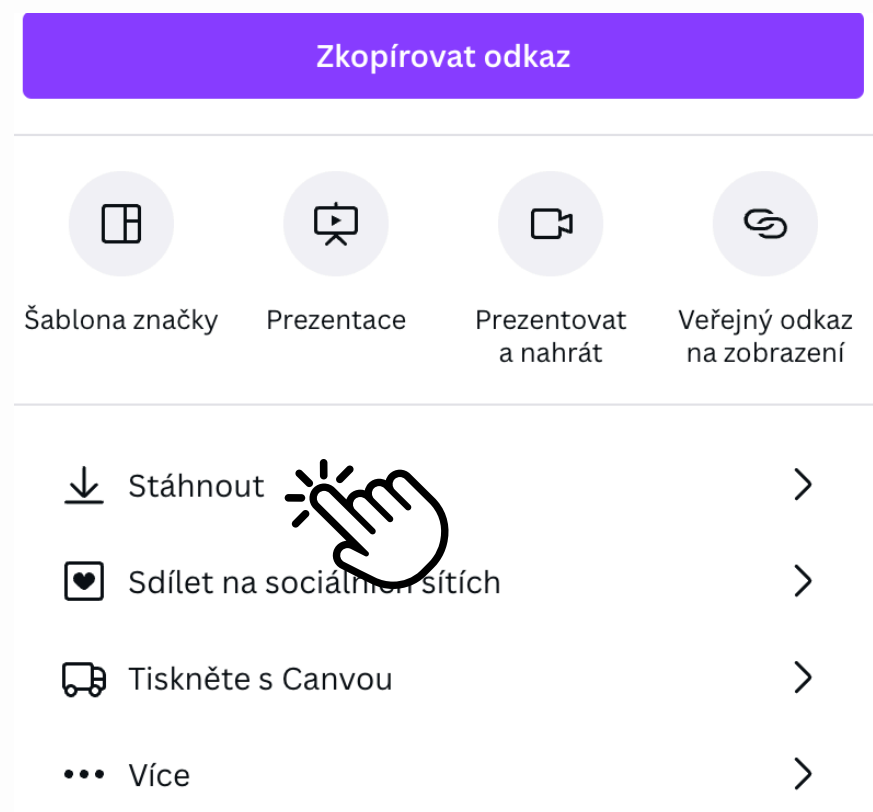 Zkopírovat odkaz
Šablona značky
Prezentace
Prezentovat
a nahrát
Veřejný odkaz
na zobrazení
Stáhnout
Sdílet na sociálních sítích
Tiskněte s Canvou
Více